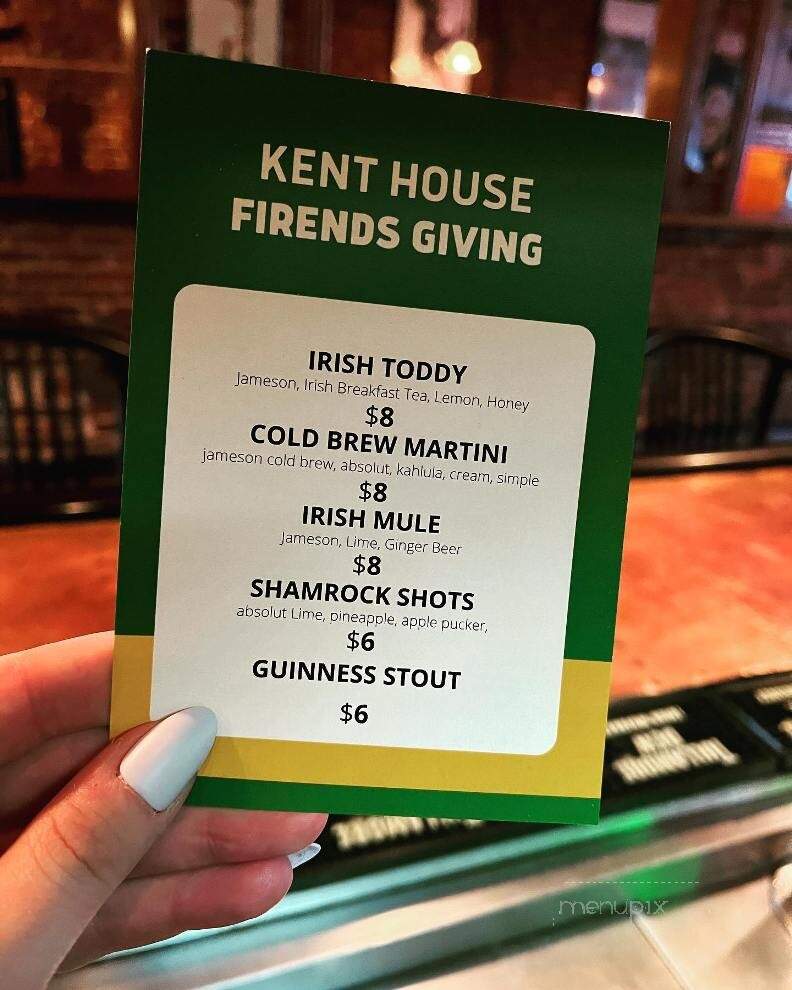 KENT HOUSE
FIRENDS GIVING
IRISH TODDY
Jameson, Irish Breakfast Tea, Lemon, Honey
$8
COLD BREW MARTINI
jameson cold brew, absolut, kahlula, cream, simple
$8
IRISH MULE
Jameson, Lime, Ginger Beer
$8
SHAMROCK SHOTS
absolut Lime, pineapple, apple pucker,
$6
GUINNESS STOUT
$6
menupix